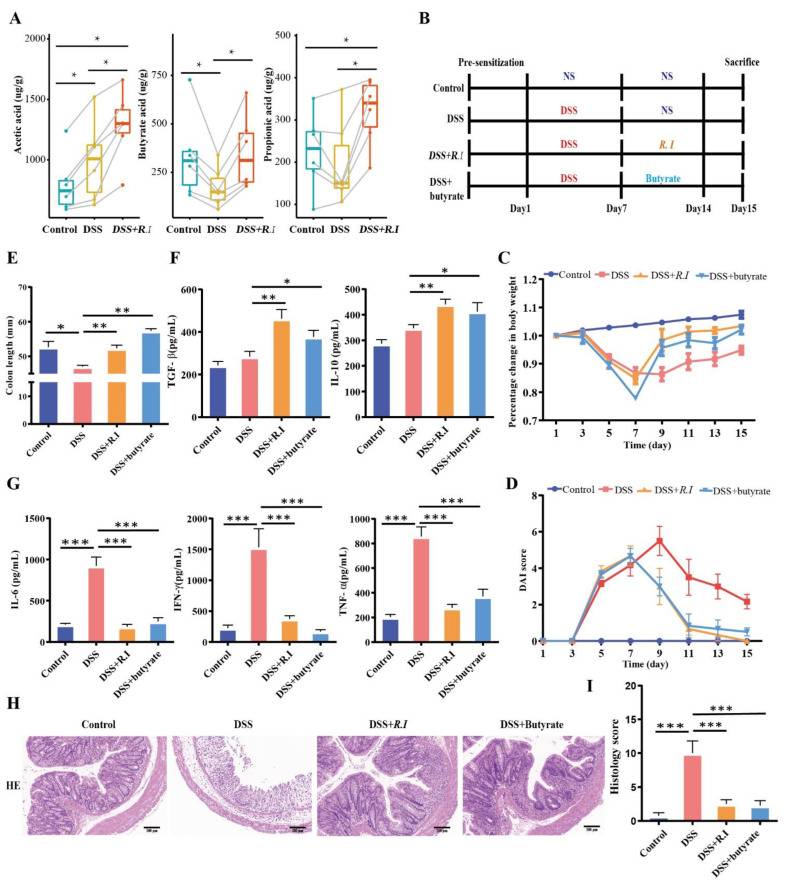 A
Acetic acid (ug/g)
1500
1000
Control DSS DSS+R.I
*
*
*
Butyrate acid (ug/g)
750
500
250
Control DSS DSS+R.I
*
*
Propionic acid (ug/g)
500
400
300
200
100
Control DSS DSS+R.I
*
*
B
Pre-sensitization Sacrifice
Control NS NS
DSS DSS NS
DSS+R.I DSS R. I
DSS+ butyrate DSS Butyrate
Day1 Day7 Day14 Day15
E
Colon length (mm)
70
60
50
40
10
0
* ** **
Control DSS DSS+R.I DSS+butyrate
F
TGF- β(pg/mL)
600
400
200
0
*
**
Control DSS DSS+R.I DSS+butyrate
IL-10 (pg/mL)
600
500
400
300
200
100
0
*
**
Control DSS DSS+R.I DSS+butyrate
C
Control DSS DSS+R.I DSS+butyrate
Percentage change in body weight
1.2
1.1
1.0
0.9
0.8
0.7
1 3 5 7 9 11 13 15
Time (day)
G
IL-6 (pg/mL)
1500
1000
500
0
***
*** ***
Control DSS DSS+R.I DSS+butyrate
IFN-γ(pg/mL)
2000
1500
1000
500
0
***
*** ***
Control DSS DSS+R.I DSS+butyrate
TNF- α(pg/mL)
1000
800
600
400
200
0
***
*** ***
Control DSS DSS+R.I DSS+butyrate
D
Control DSS DSS+R.I DSS+butyrate
DAI score
8
6
4
2
0
1 3 5 7 9 11 13 15
Time (day)
H
Control DSS DSS+R.I DSS+Butyrate
HE
I
Histology score
20
15
10
5
0
***
*** ***
Control DSS DSS+R.I DSS+butyrate